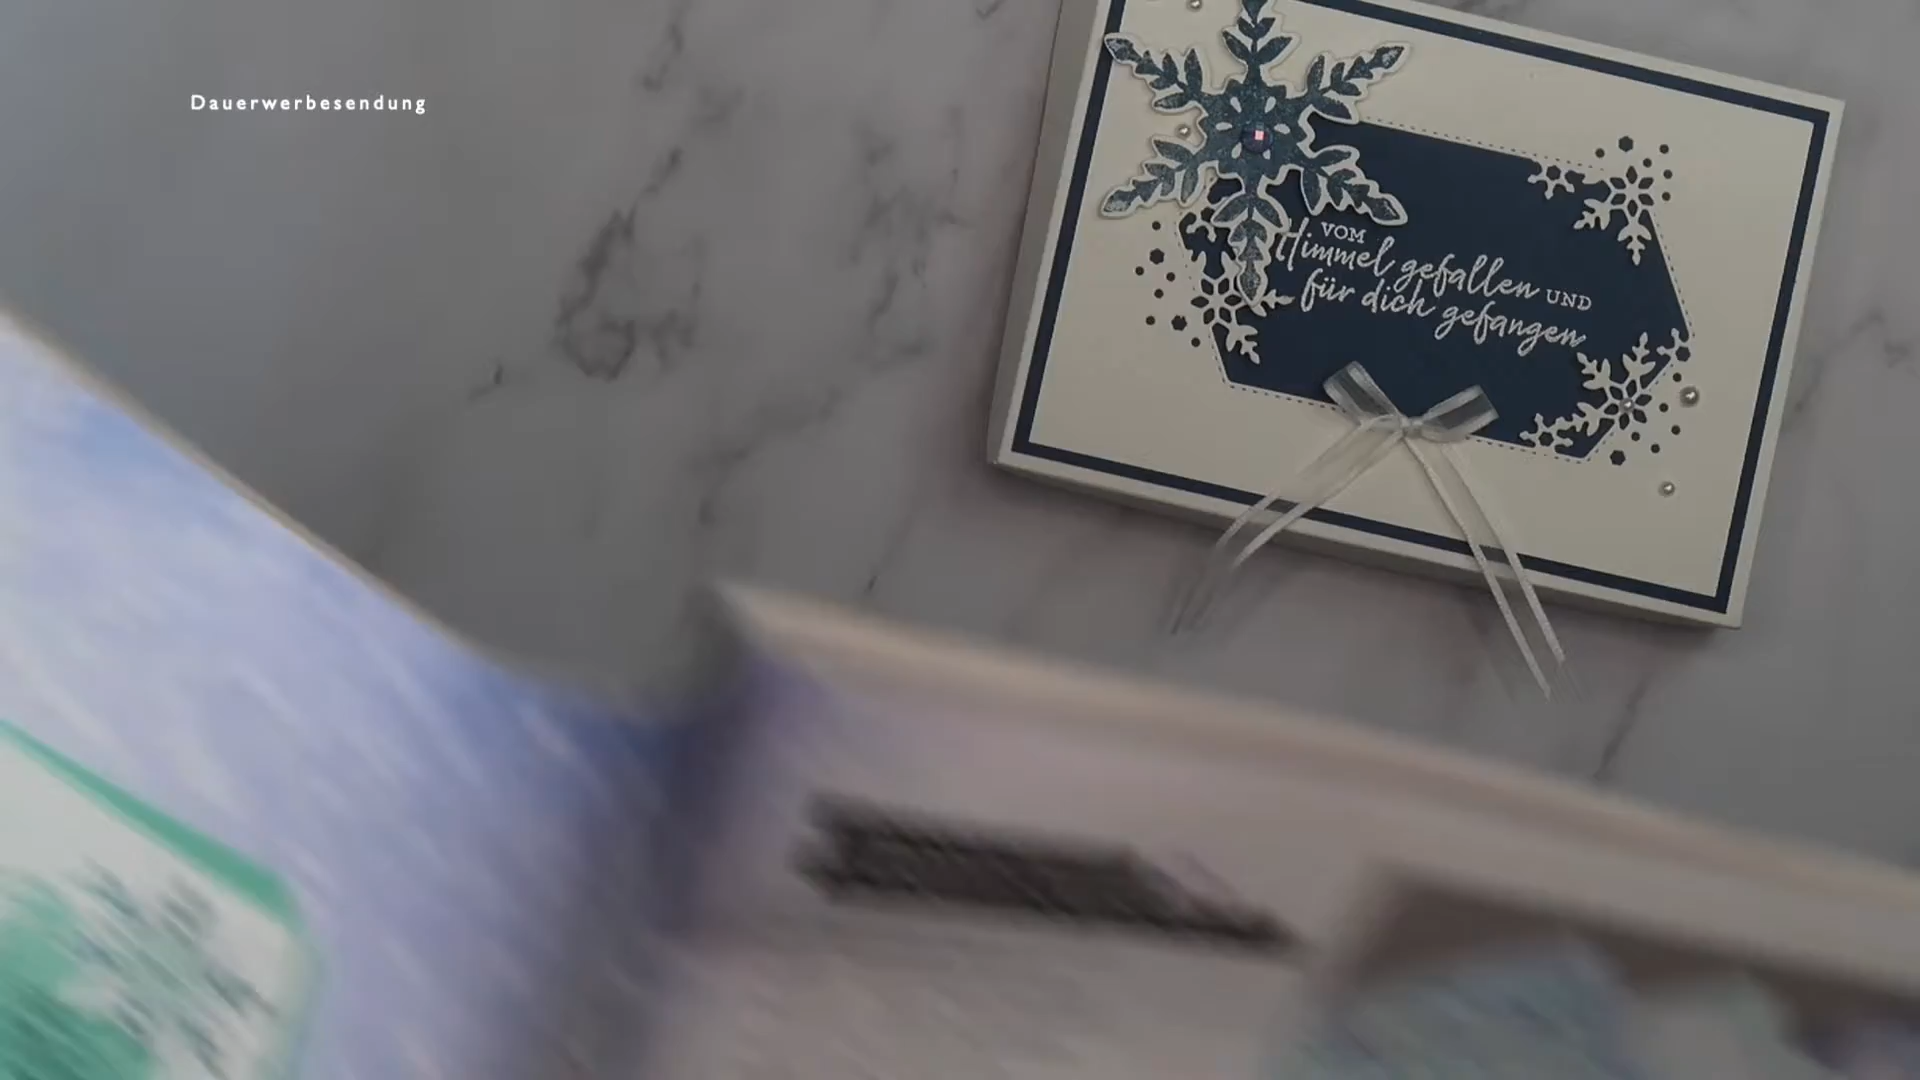 Dauerwerbesendung
VOM
Himmel gefallen UND
für dich gefangen